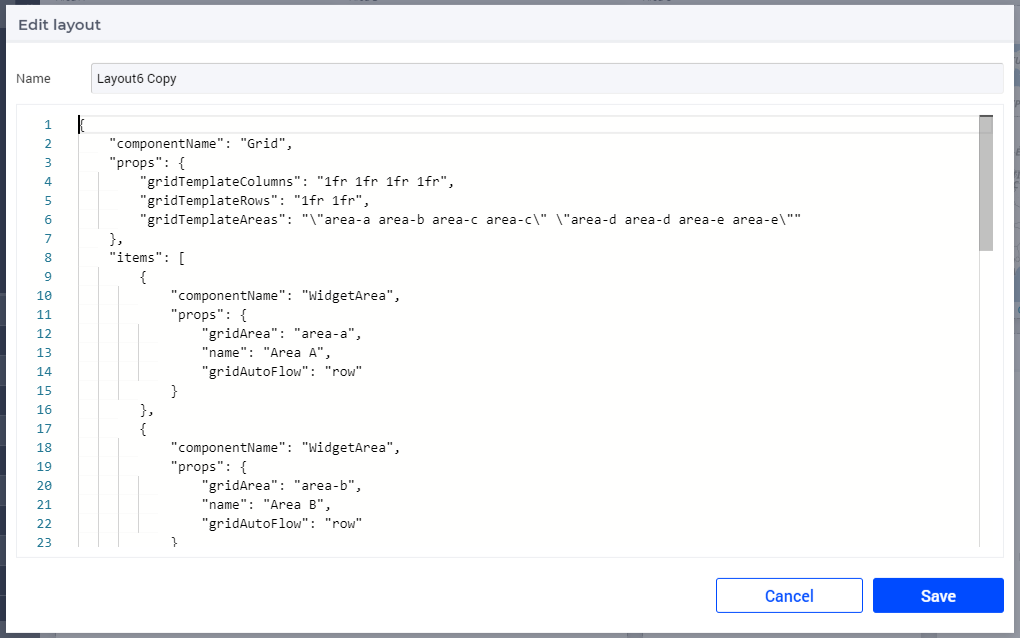 Edit layout
Name
Layout6 Copy
1 {
2 "componentName": "Grid",
3 "props": {
4 "gridTemplateColumns": "1fr 1fr 1fr 1fr",
5 "gridTemplateRows": "1fr 1fr",
6 "gridTemplateAreas": "\"area-a area-b area-c area-c\" \"area-d area-d area-e area-e\""
7 },
8 "items": [
9 {
10 "componentName": "WidgetArea",
11 "props": {
12 "gridArea": "area-a",
13 "name": "Area A",
14 "gridAutoFlow": "row"
15 }
16 },
17 {
18 "componentName": "WidgetArea",
19 "props": {
20 "gridArea": "area-b",
21 "name": "Area B",
22 "gridAutoFlow": "row"
23 }
Cancel
Save